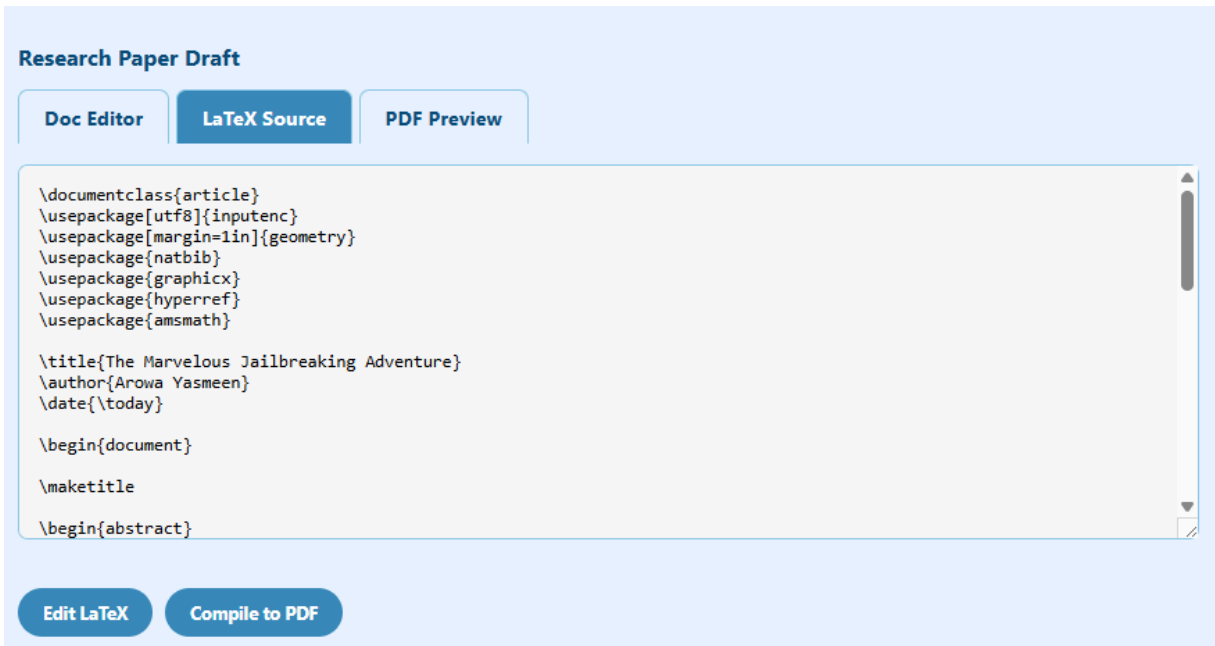 Research Paper Draft
Doc Editor
LaTeX Source
PDF Preview
\documentclass{article}
\usepackage[utf8]{inputenc}
\usepackage[margin=1in]{geometry}
\usepackage{natbib}
\usepackage{graphicx}
\usepackage{hyperref}
\usepackage{amsmath}
\title{The Marvelous Jailbreaking Adventure}
\author{Arowa Yasmeen}
\date{\today}
\begin{document}
\maketitle
\begin{abstract}
Edit LaTeX
Compile to PDF